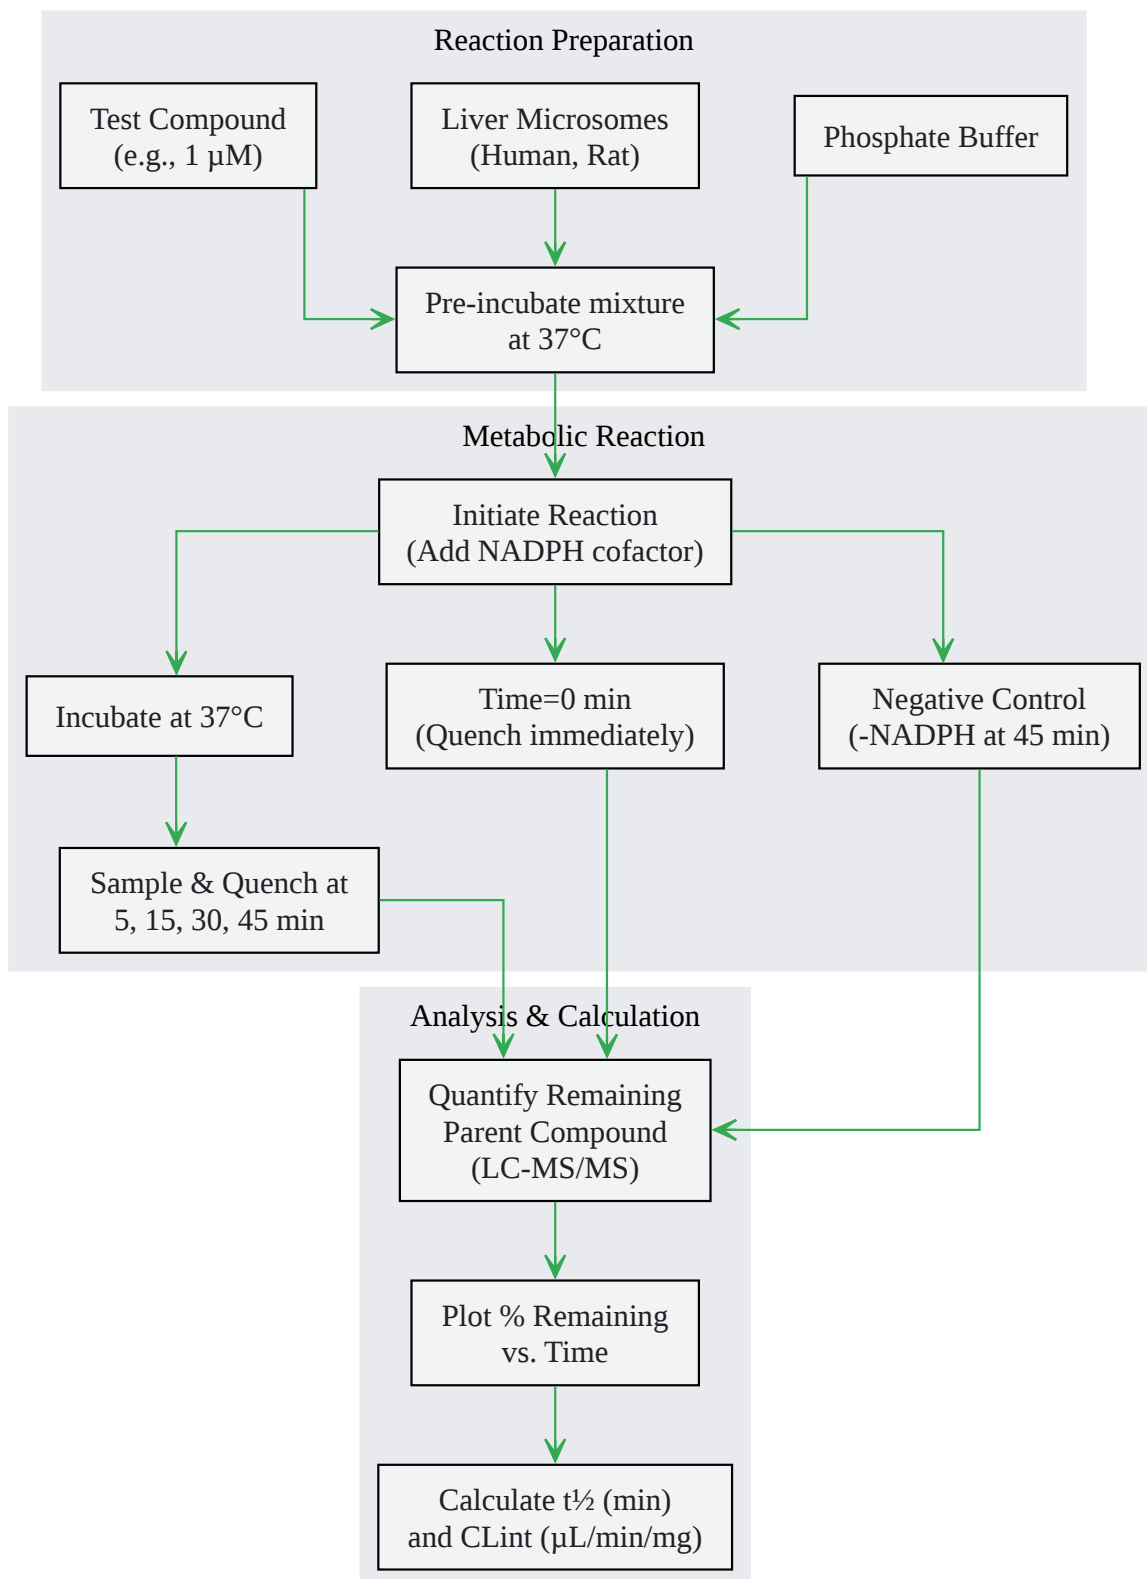 Reaction Preparation
Test Compound
(e.g., 1 µM)
Liver Microsomes
(Human, Rat)
Phosphate Buffer
Pre-incubate mixture
at 37°C
Metabolic Reaction
Initiate Reaction
(Add NADPH cofactor)
Incubate at 37°C
Time=0 min
(Quench immediately)
Negative Control
(-NADPH at 45 min)
Sample & Quench at
5, 15, 30, 45 min
Analysis & Calculation
Quantify Remaining
Parent Compound
(LC-MS/MS)
Plot % Remaining
vs. Time
Calculate t½ (min)
and CLint (µL/min/mg)